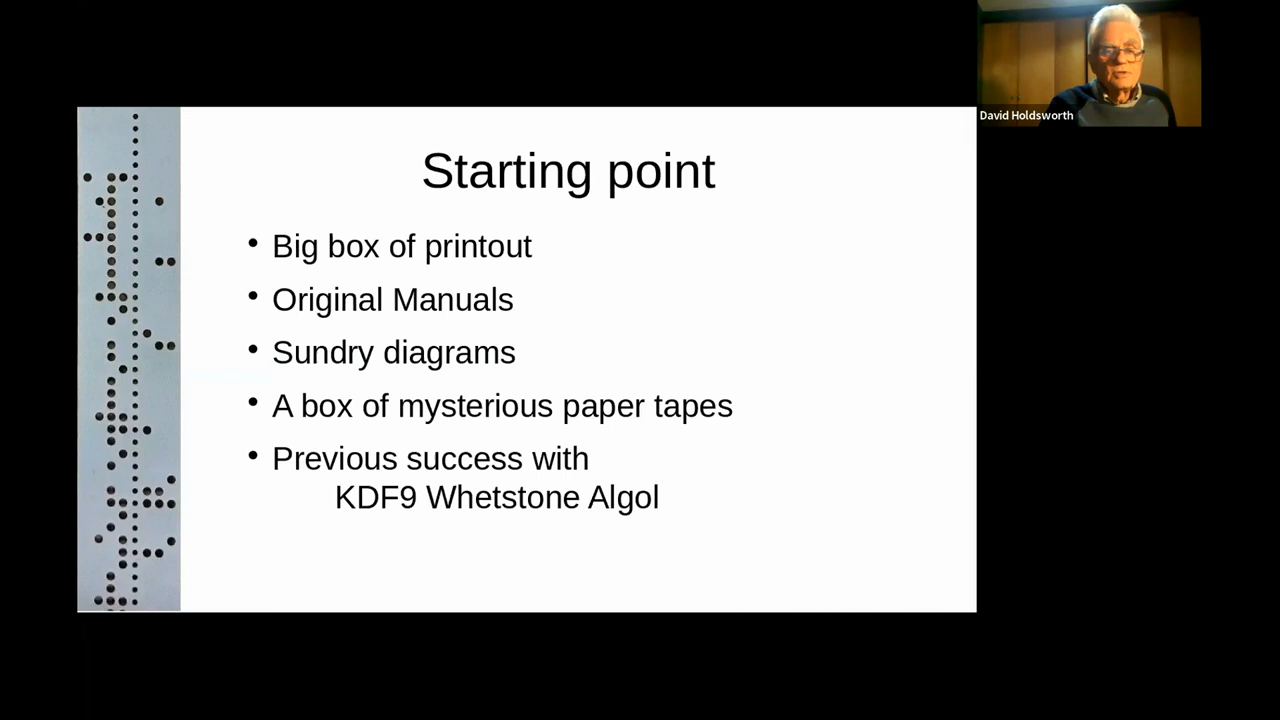 David Holdsworth
Starting point
• Big box of printout
• Original Manuals
• Sundry diagrams
• A box of mysterious paper tapes
• Previous success with
KDF9 Whetstone Algol